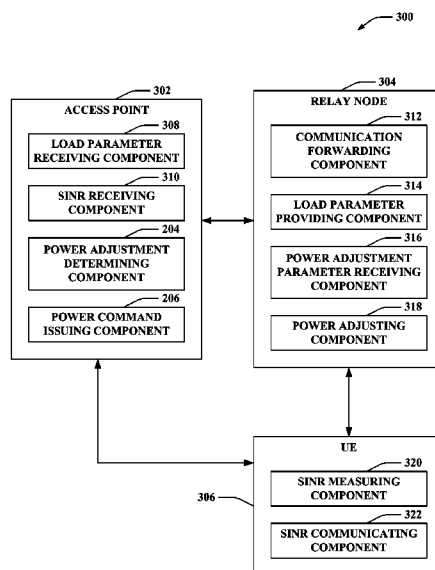 300
302
ACCESS POINT
308
LOAD PARAMETER
RECEIVING COMPONENT
310
SINR RECEIVING
COMPONENT
204
POWER ADJUSTMENT
DETERMINING
COMPONENT
206
POWER COMMAND
ISSUING COMPONENT
304
RELAY NODE
312
COMMUNICATION
FORWARDING
COMPONENT
314
LOAD PARAMETER
PROVIDING COMPONENT
316
POWER ADJUSTMENT
PARAMETER RECEIVING
COMPONENT
318
POWER ADJUSTING
COMPONENT
306
UE
320
SINR MEASURING
COMPONENT
322
SINR COMMUNICATING
COMPONENT